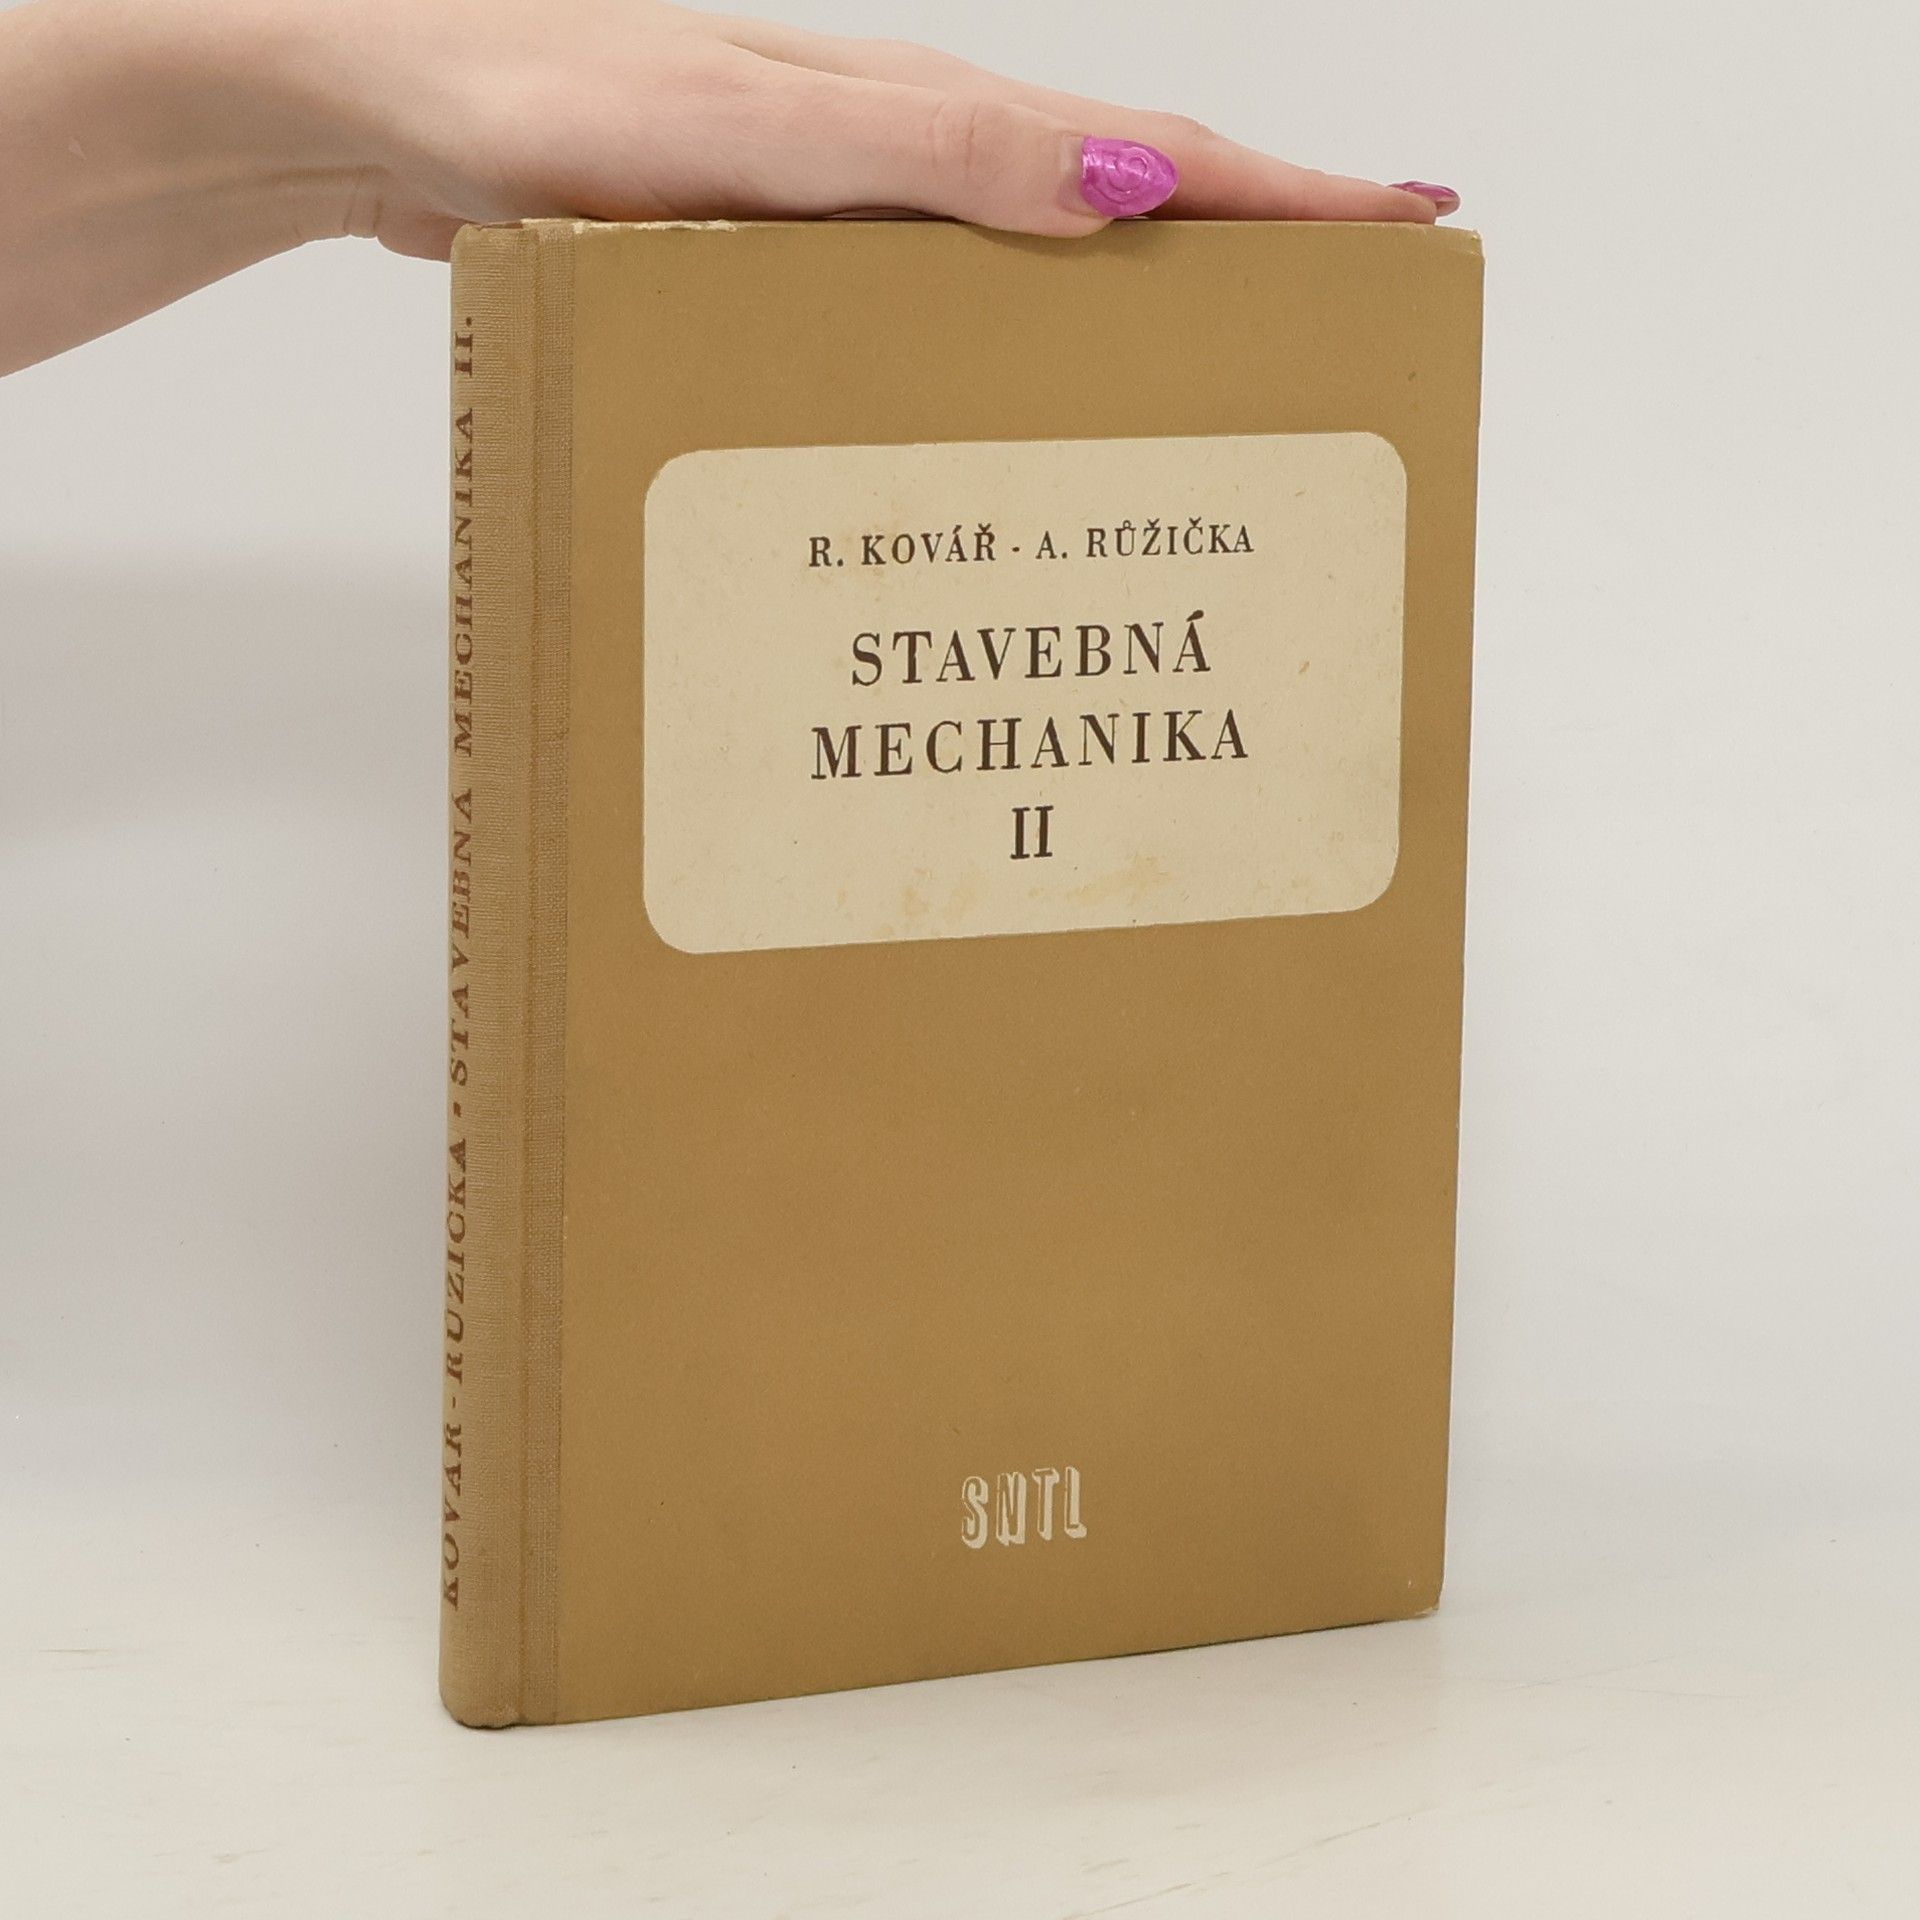 R. KOVÁŘ · A. RŮŽIČKA
STAVEBNÁ
MECHANIKA
II
SNTL
KOVÁŘ - RŮŽIČKA · STAVEBNÁ MECHANIKA II.